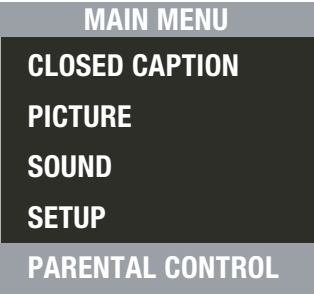 MAIN MENU
CLOSED CAPTION
PICTURE
SOUND
SETUP
PARENTAL CONTROL